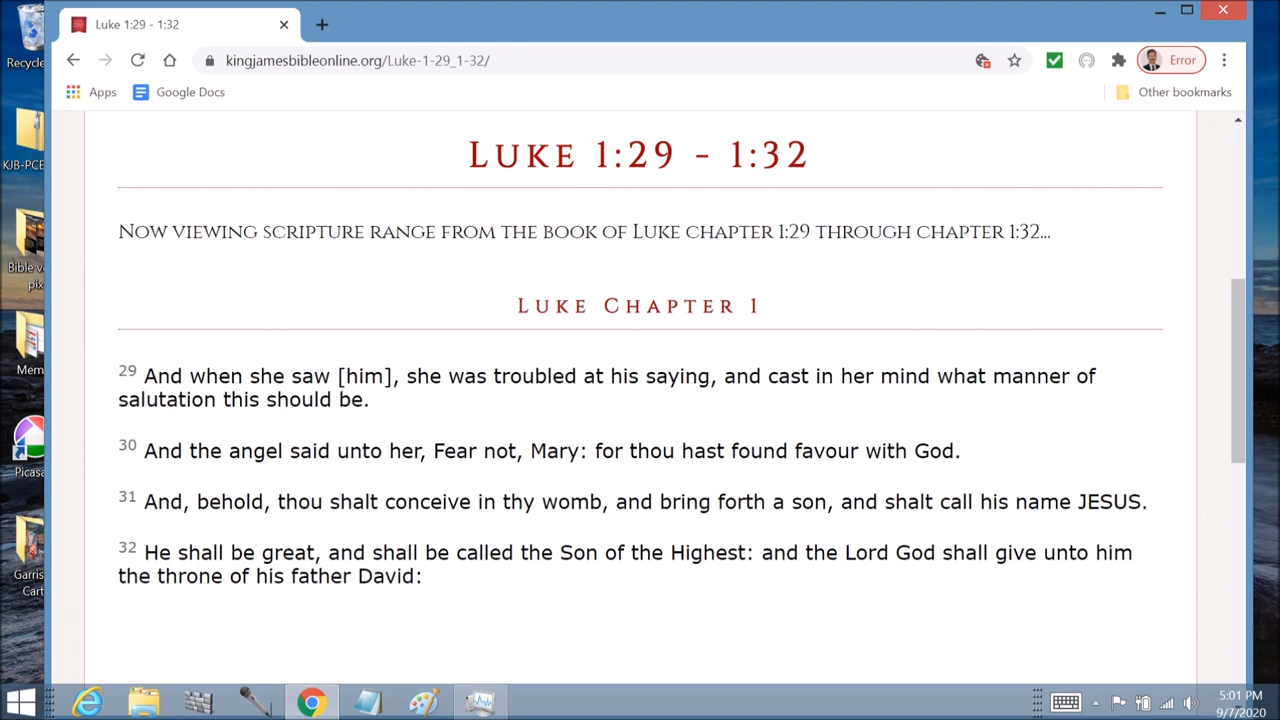 Luke 1:29 - 1:32
kingjamesbibleonline.org/Luke-1-29_1-32/
Error
Apps
Google Docs
Other bookmarks
Recycle
KJB-PCE
Bible v
pix
Mem
Picasa
Garris
Cart
LUKE 1:29 - 1:32
NOW VIEWING SCRIPTURE RANGE FROM THE BOOK OF LUKE CHAPTER 1:29 THROUGH CHAPTER 1:32...
LUKE CHAPTER 1
29 And when she saw [him], she was troubled at his saying, and cast in her mind what manner of
salutation this should be.
30 And the angel said unto her, Fear not, Mary: for thou hast found favour with God.
31 And, behold, thou shalt conceive in thy womb, and bring forth a son, and shalt call his name JESUS.
32 He shall be great, and shall be called the Son of the Highest: and the Lord God shall give unto him
the throne of his father David:
5:01 PM
9/7/2020